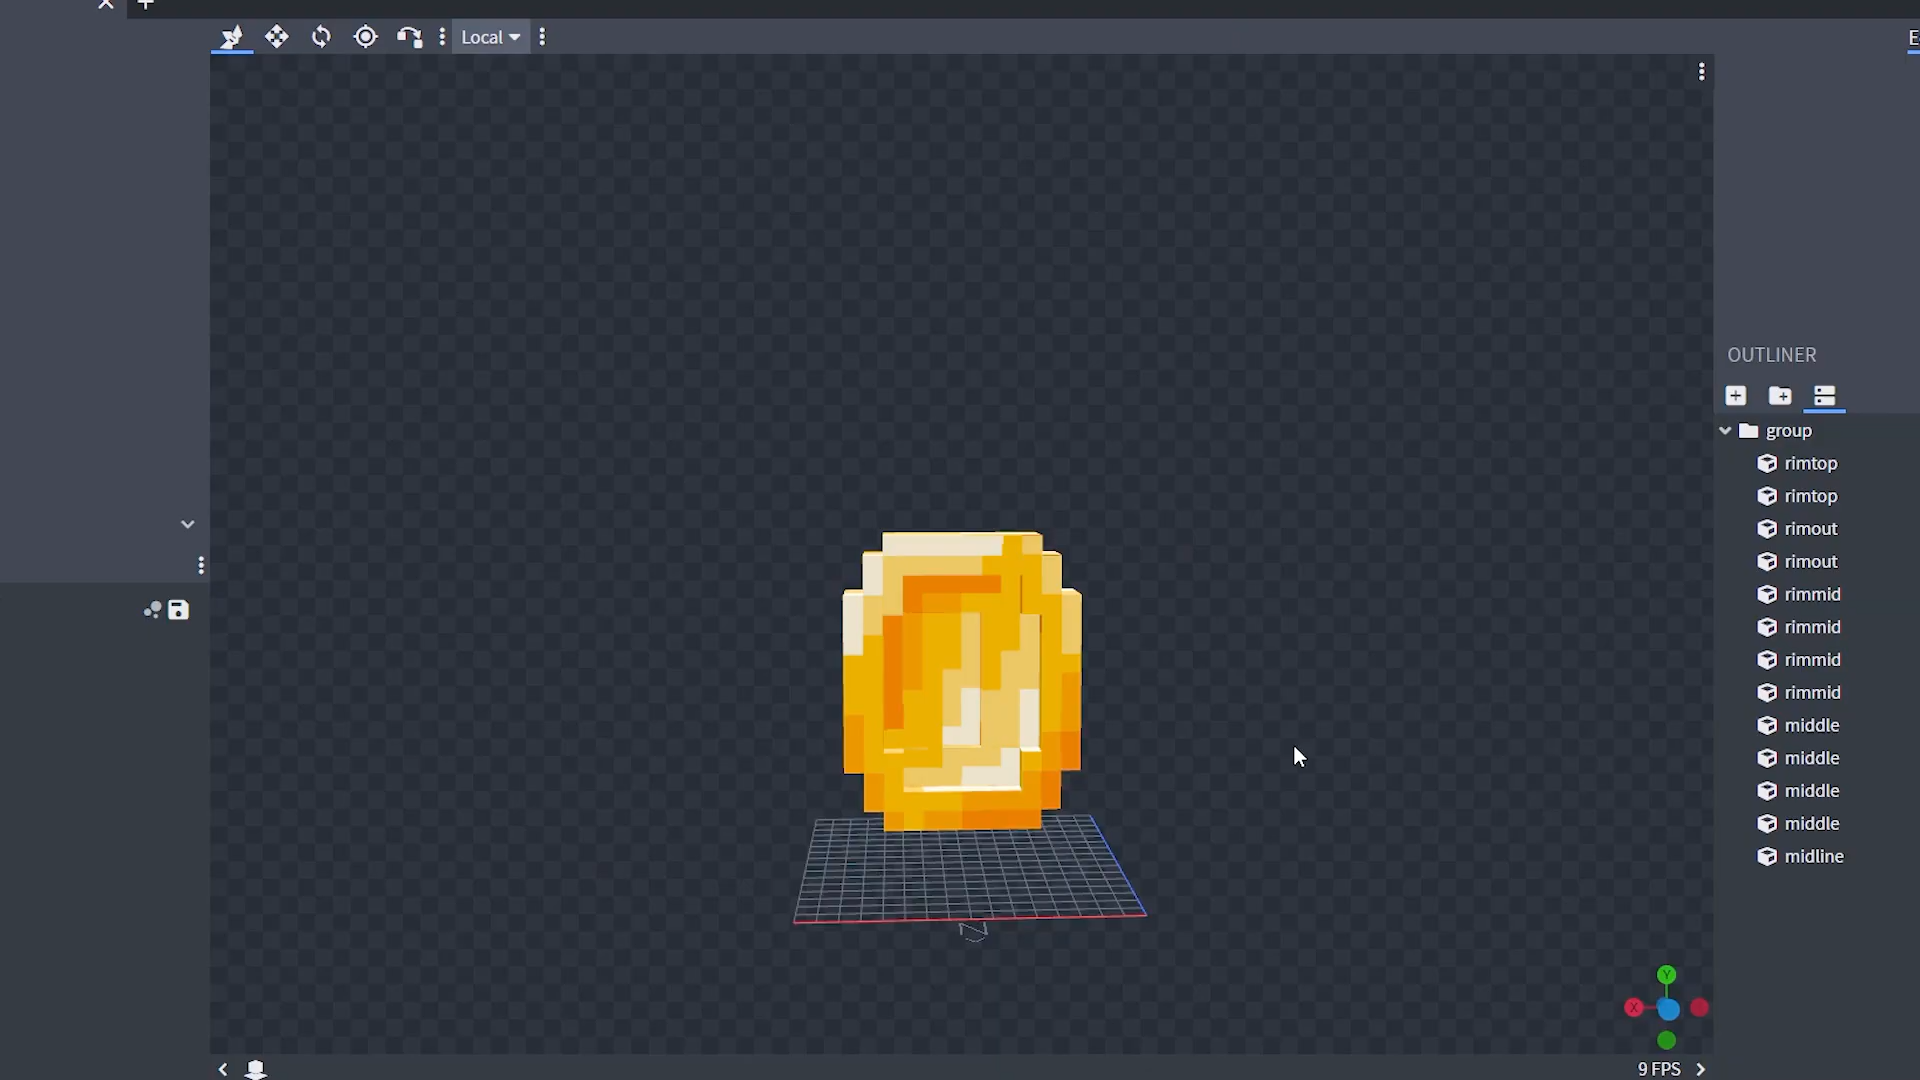 Local
E
OUTLINER
group
rimtop
rimtop
rimout
rimout
rimmid
rimmid
rimmid
rimmid
middle
middle
middle
middle
midline
Y
X
9 FPS